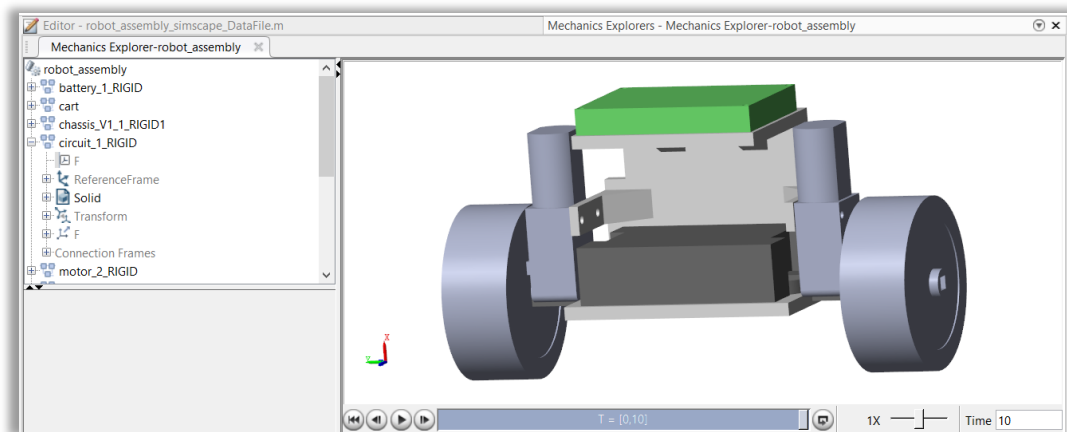 Editor - robot_assembly_simscape_DataFile.m
Mechanics Explorers - Mechanics Explorer-robot_assembly
Mechanics Explorer-robot_assembly
robot_assembly
battery_1_RIGID
cart
chassis_V1_1_RIGID1
circuit_1_RIGID
F
ReferenceFrame
Solid
Transform
F
Connection Frames
motor_2_RIGID
X
Y
T = [0,10]
1X
Time 10